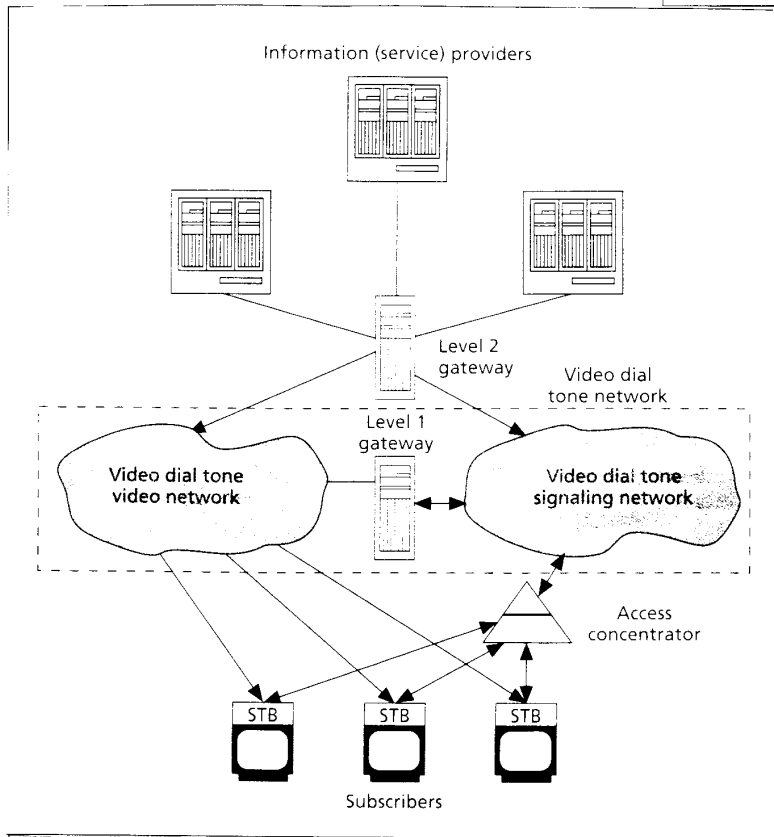 Information (service) providers
Level 2
gateway
Video dial
tone network
Level 1
gateway
Video dial tone
video network
Video dial tone
signaling network
Access
concentrator
STB
STB
STB
Subscribers